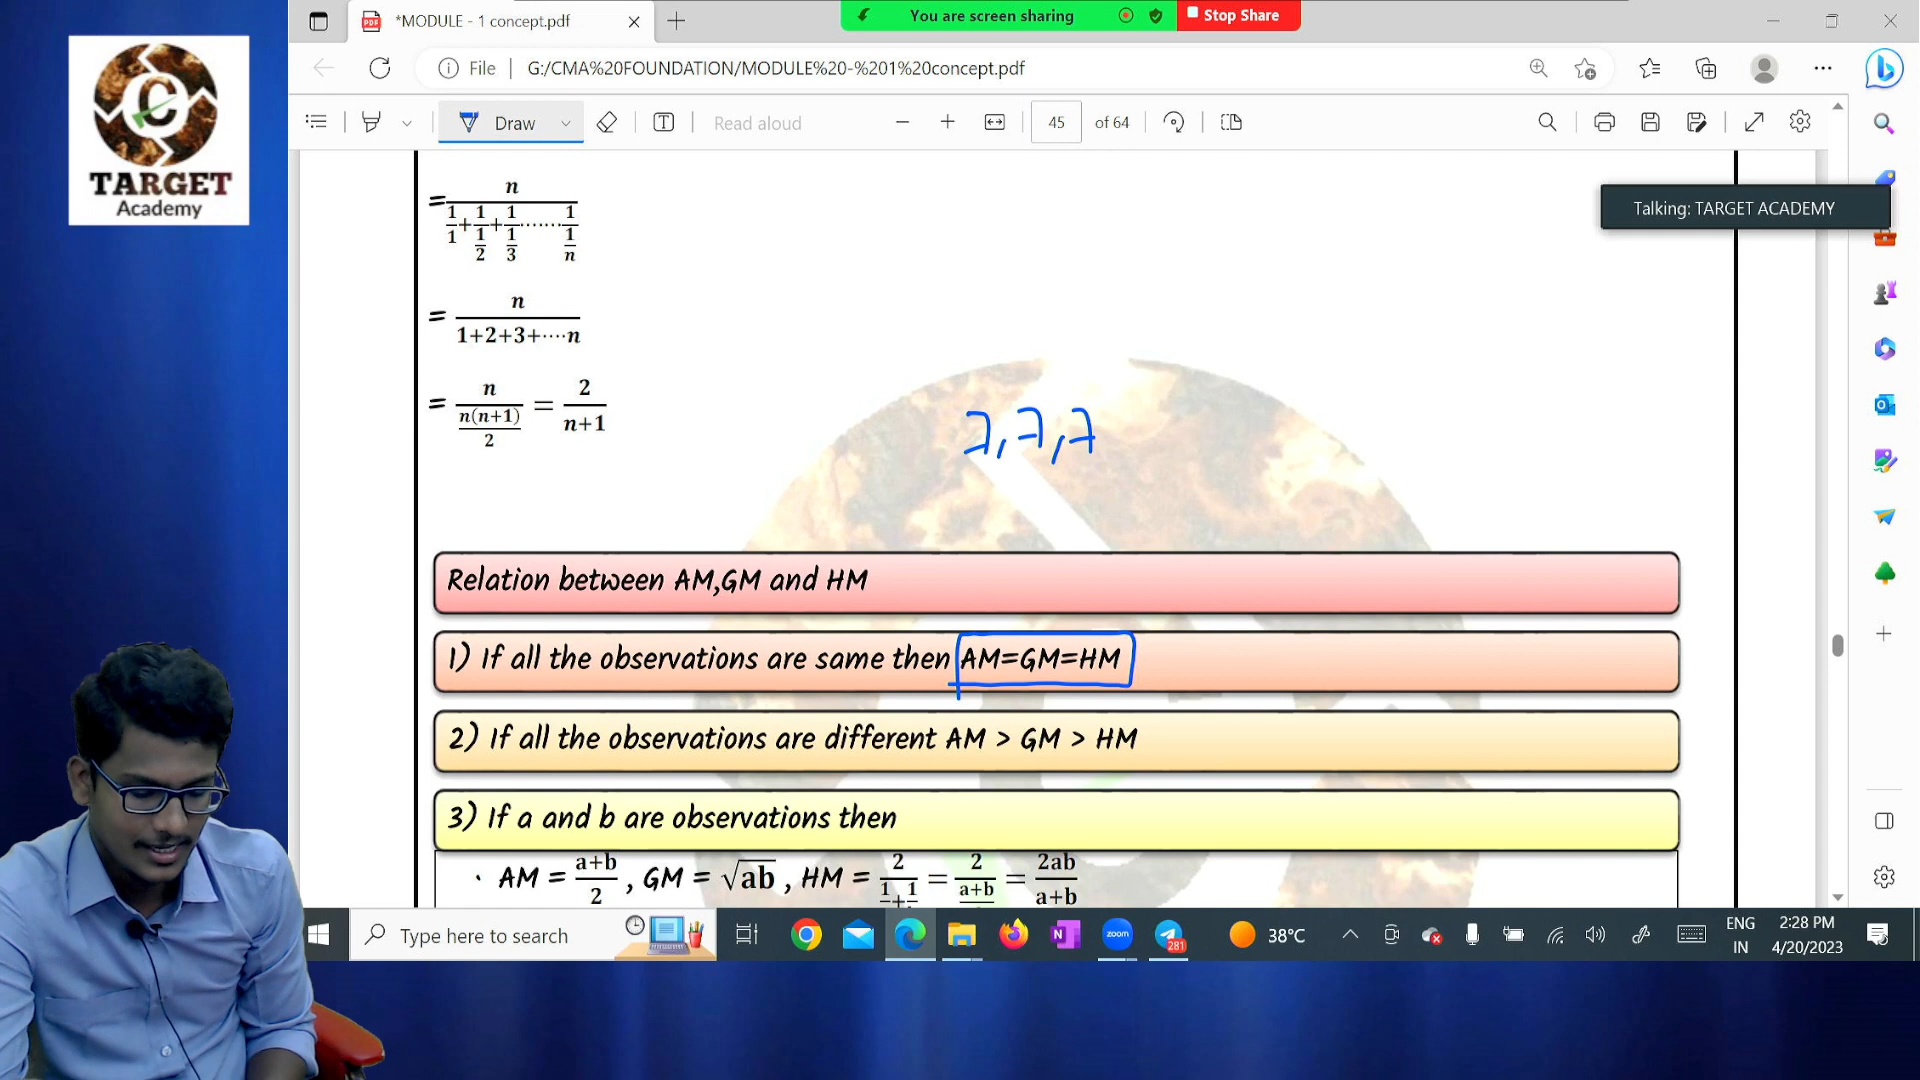 *MODULE - 1 concept.pdf
You are screen sharing
Stop Share
File
G:/CMA%20FOUNDATION/MODULE%20-%201%20concept.pdf
Draw
Read aloud
45 of 64
TARGET
Academy
Talking: TARGET ACADEMY
= n / (1/1 + 1/(1/2) + 1/(1/3) ...... 1/(1/n))
= n / (1+2+3+····n)
= n / (n(n+1)/2) = 2 / (n+1)
7, 7, 7
Relation between AM,GM and HM
1) If all the observations are same then AM=GM=HM
2) If all the observations are different AM > GM > HM
3) If a and b are observations then
· AM = (a+b)/2 , GM = √ab , HM = 2/(1/ + 1/) = 2/(a+b)/ = 2ab/(a+b)
Type here to search
zoom
281
38°C
ENG
IN
2:28 PM
4/20/2023